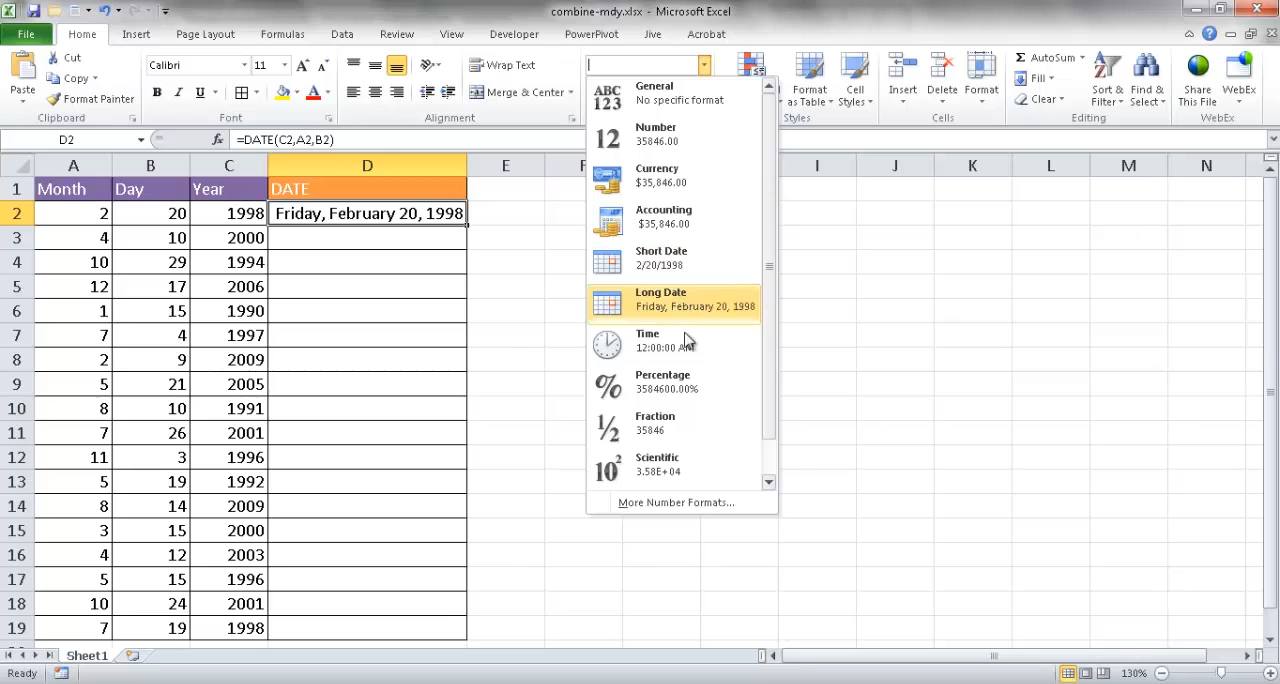 combine-mdy.xlsx - Microsoft Excel
File Home Insert Page Layout Formulas Data Review View Developer PowerPivot Jive Acrobat
Paste
Cut
Copy
Format Painter
Clipboard
Calibri 11
B I U A
Font
Wrap Text
Merge & Center
Alignment
Format as Table
Cell Styles
Styles
Insert
Delete
Format
Cells
Σ AutoSum
Fill
Clear
Sort & Filter
Find & Select
Editing
Share This File
WebEx
WebEx
D2 fx =DATE(C2,A2,B2)
A B C D E F I J K L M N
1 Month Day Year DATE
2 2 20 1998 Friday, February 20, 1998
3 4 10 2000
4 10 29 1994
5 12 17 2006
6 1 15 1990
7 7 4 1997
8 2 9 2009
9 5 21 2005
10 8 10 1991
11 7 26 2001
12 11 3 1996
13 5 19 1992
14 8 14 2009
15 3 15 2000
16 4 12 2003
17 5 15 1996
18 10 24 2001
19 7 19 1998
ABC 123
General
No specific format
12
Number
35846.00
Currency
$35,846.00
Accounting
$35,846.00
Short Date
2/20/1998
Long Date
Friday, February 20, 1998
Time
12:00:00
%
Percentage
3584600.00%
½
Fraction
35846
10²
Scientific
3.58E+04
More Number Formats...
Sheet1
Ready 130%